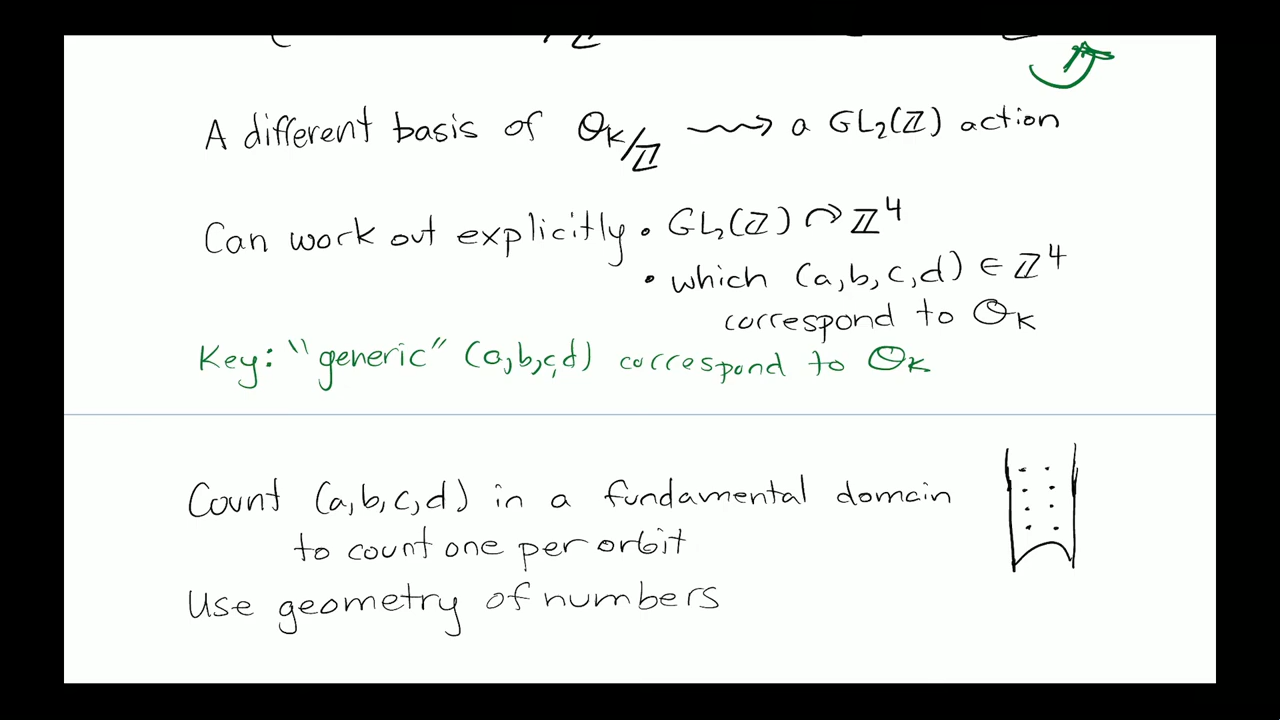 A different basis of O_K/ℤ ⇝ a GL₂(ℤ) action
Can work out explicitly • GL₂(ℤ) ↷ ℤ⁴
• which (a,b,c,d) ∈ ℤ⁴
correspond to O_K
Key: "generic" (a,b,c,d) correspond to O_K
Count (a,b,c,d) in a fundamental domain
to count one per orbit
Use geometry of numbers